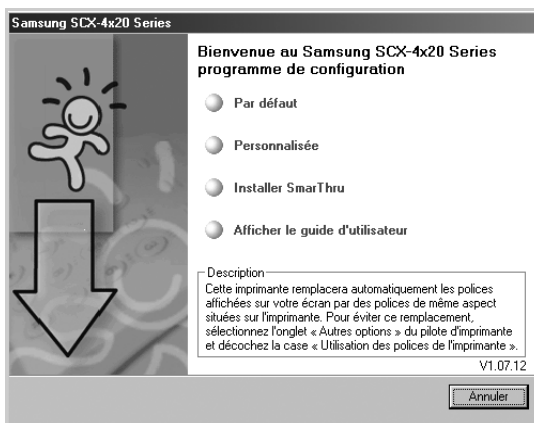 Samsung SCX-4x20 Series
Bienvenue au Samsung SCX-4x20 Series
programme de configuration
Par défaut
Personnalisée
Installer SmarThru
Afficher le guide d'utilisateur
Description
Cette imprimante remplacera automatiquement les polices
affichées sur votre écran par des polices de même aspect
situées sur l'imprimante. Pour éviter ce remplacement,
sélectionnez l'onglet « Autres options » du pilote d'imprimante
et décochez la case « Utilisation des polices de l'imprimante ».
V1.07.12
Annuler